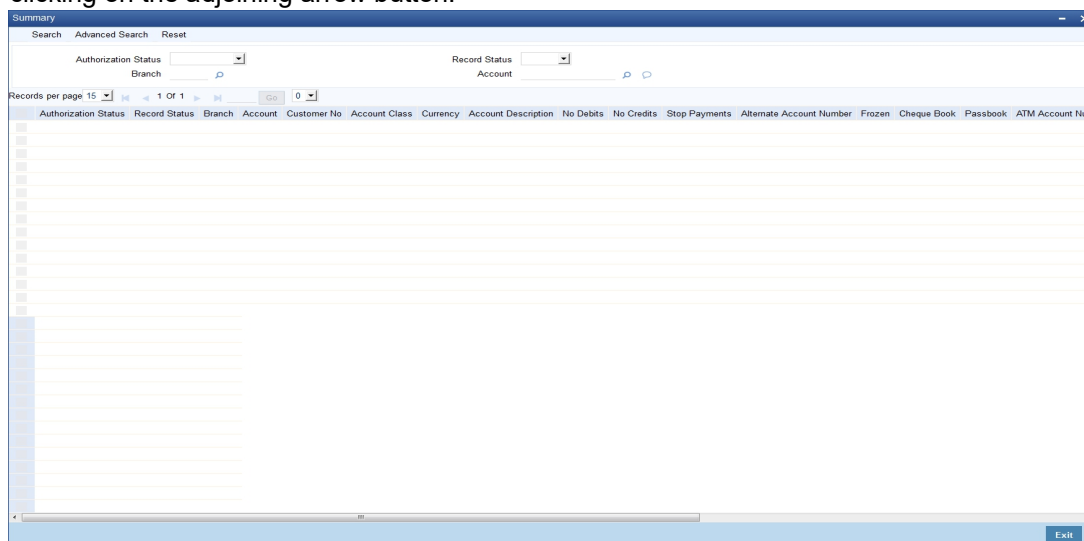 clicking on the adjoining arrow button.
Summary
Search Advanced Search Reset
Authorization Status Record Status
Branch Account
Records per page 15 1 Of 1 Go 0
Authorization Status Record Status Branch Account Customer No Account Class Currency Account Description No Debits No Credits Stop Payments Alternate Account Number Frozen Cheque Book Passbook ATM Account
Exit